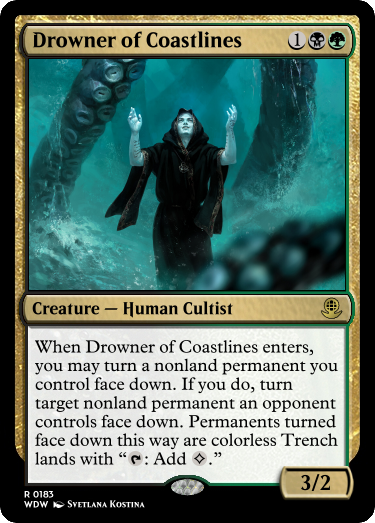 Drowner of Coastlines 1
Creature — Human Cultist
When Drowner of Coastlines enters,
you may turn a nonland permanent you
control face down. If you do, turn
target nonland permanent an opponent
controls face down. Permanents turned
face down this way are colorless Trench
lands with “: Add .”
3/2
R 0183
WDW Svetlana Kostina